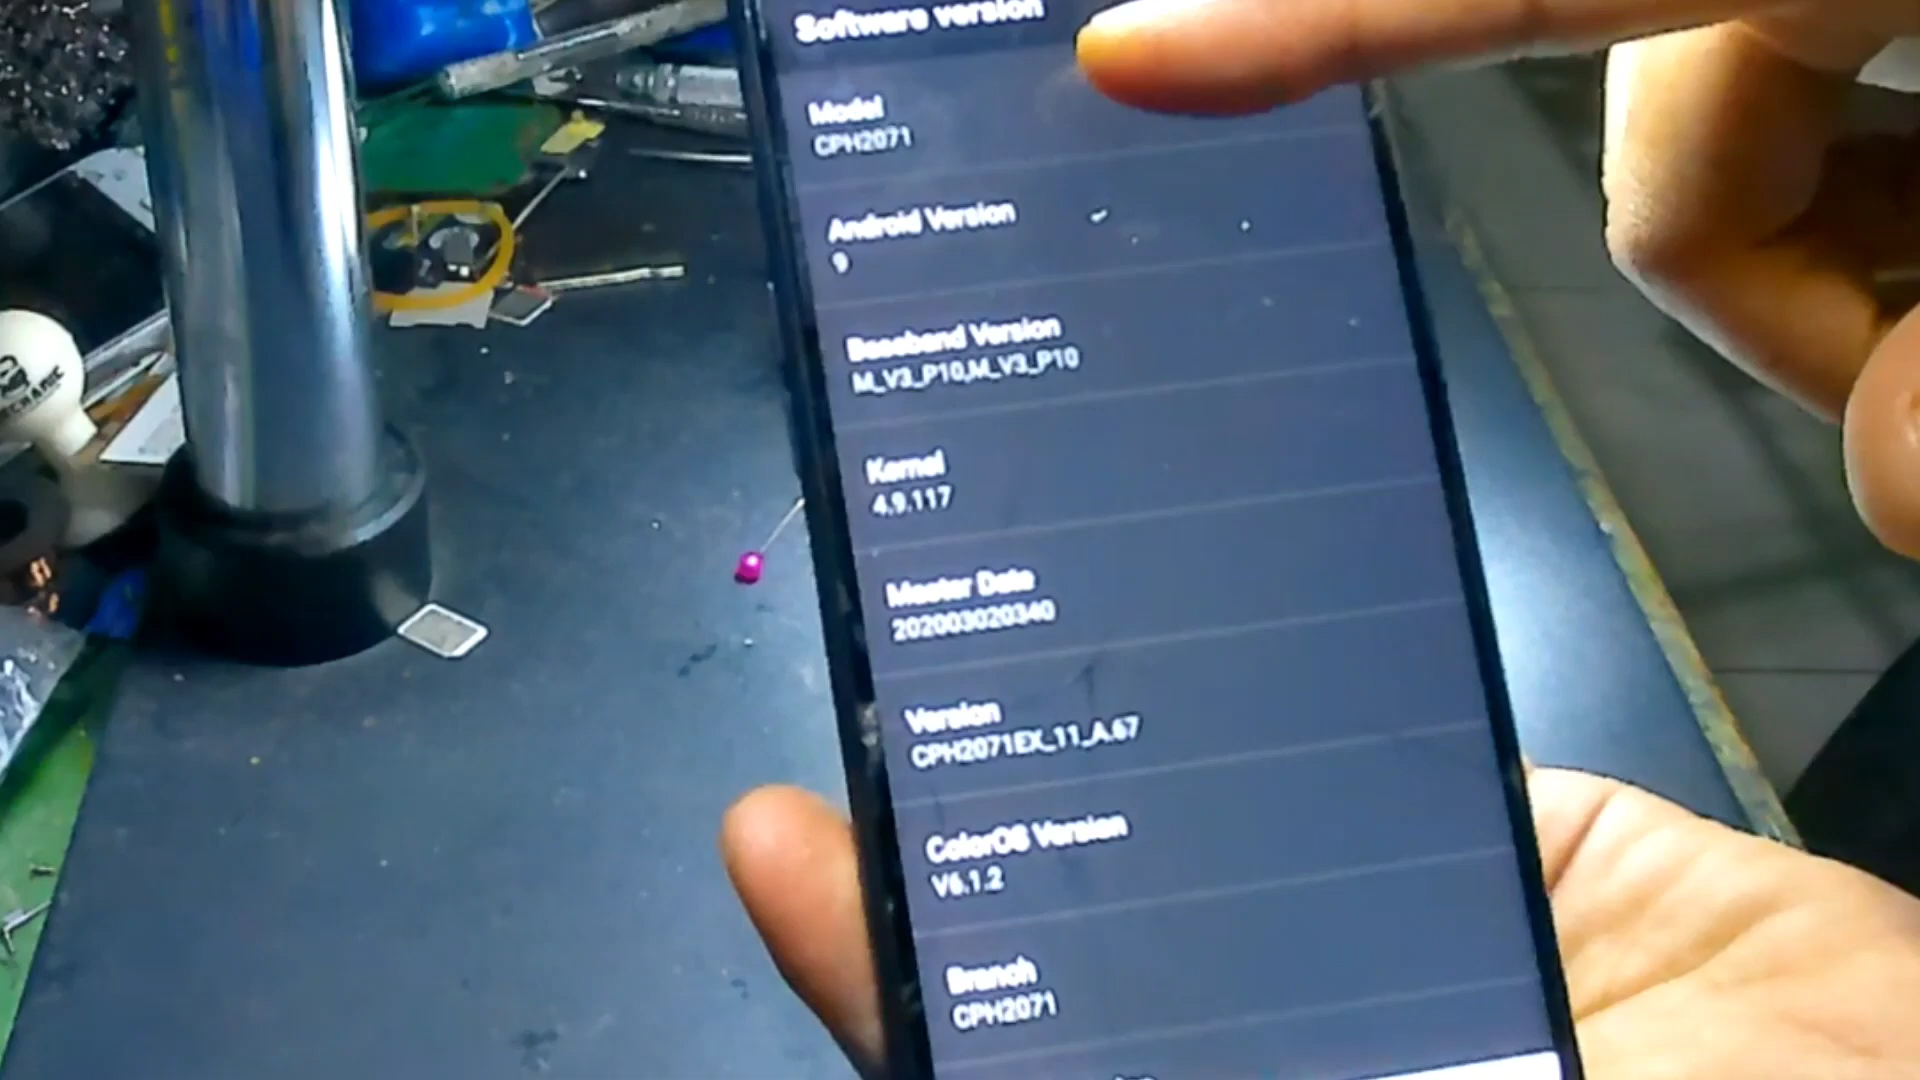 Software version
Model
CPH2071
Android Version
9
Baseband Version
M_V3_P10,M_V3_P10
Kernel
4.9.117
Master Date
202003020340
Version
CPH2071EX_11_A.67
ColorOS Version
V6.1.2
Branch
CPH2071
MECHANIC